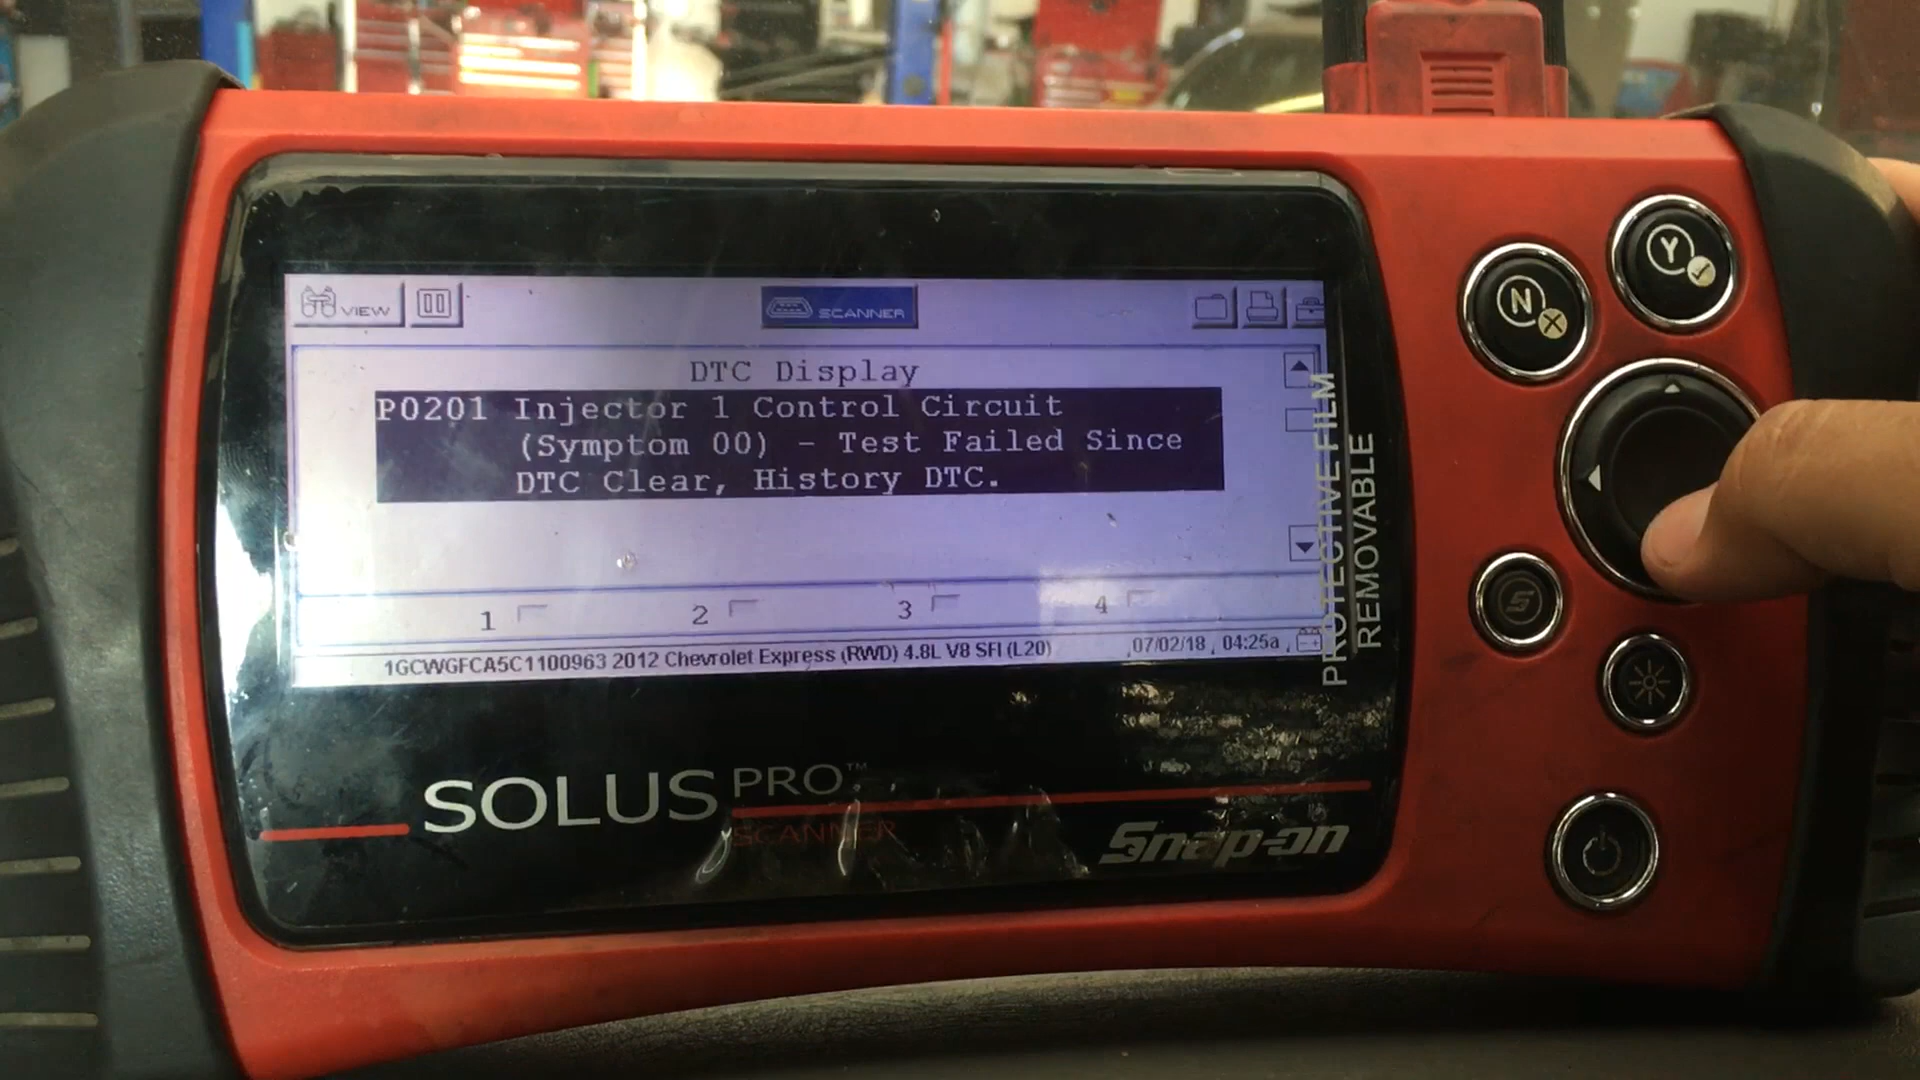 VIEW
SCANNER
DTC Display
P0201 Injector 1 Control Circuit
(Symptom 00) - Test Failed Since
DTC Clear, History DTC.
1 2 3 4
1GCWGFCA5C1100963 2012 Chevrolet Express (RWD) 4.8L V8 SFI (L20) 07/02/18 04:25a
SOLUS PRO™
SCANNER
Snap-on
PROTECTIVE FILM
REMOVABLE
N
Y
S